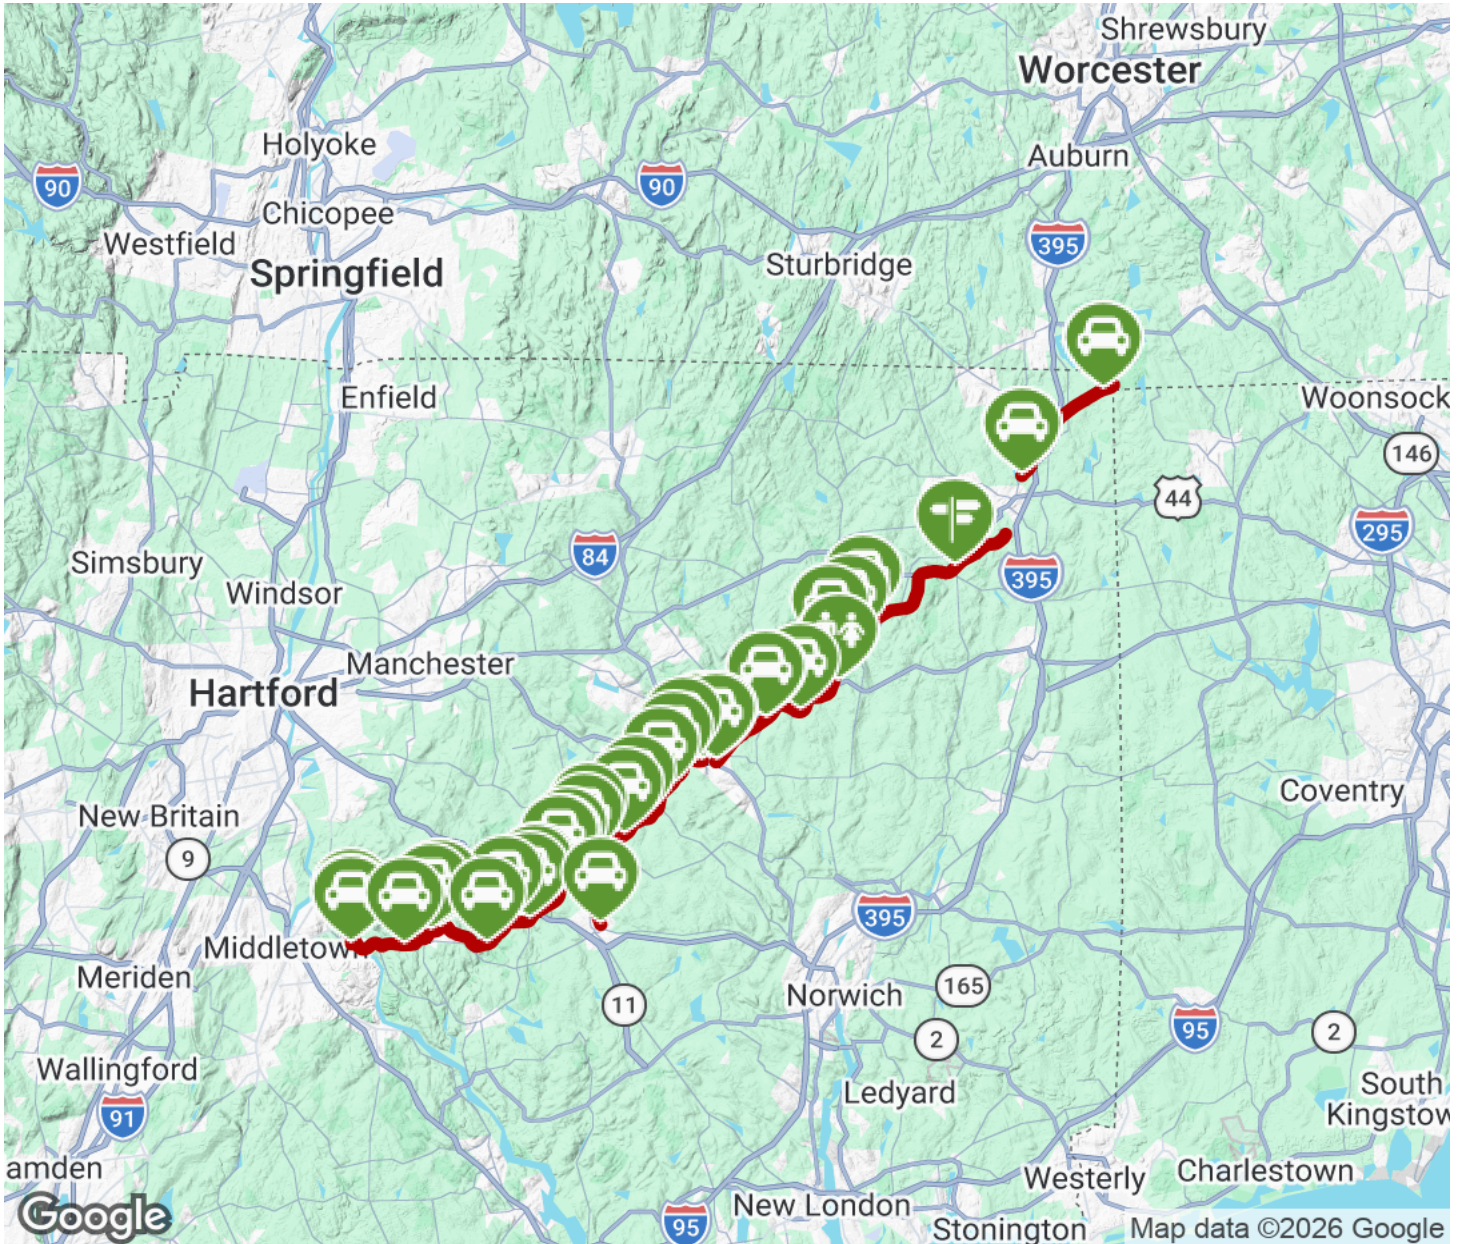 Shrewsbury
Worcester
Holyoke
Auburn
90
90
Chicopee
Westfield
395
Sturbridge
Springfield
Enfield
Woonsock
146
44
295
Simsbury
84
395
Windsor
Manchester
Hartford
New Britain
Coventry
9
395
Middletown
Meriden
165
Norwich
11
95
2
2
Wallingford
Ledyard
South
Kingstow
91
amden
Westerly
Charlestown
New London
95
Stonington
Google
Map data ©2026 Google